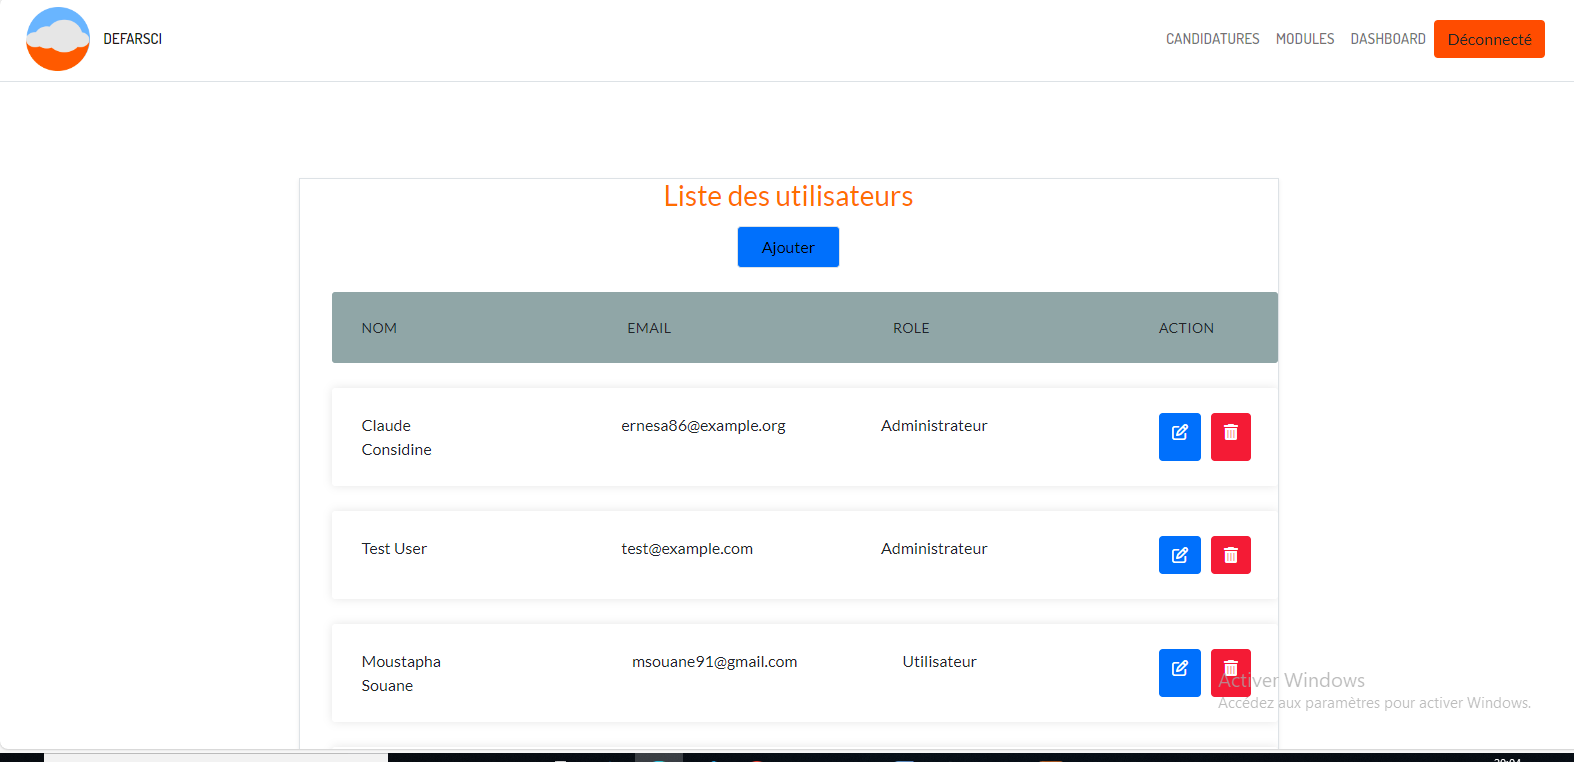 DEFARSCI
CANDIDATURES MODULES DASHBOARD Déconnecté
Liste des utilisateurs
Ajouter
NOM EMAIL ROLE ACTION
Claude Considine ernesa86@example.org Administrateur
Test User test@example.com Administrateur
Moustapha Souane msouane91@gmail.com Utilisateur
Activer Windows
Accédez aux paramètres pour activer Windows.